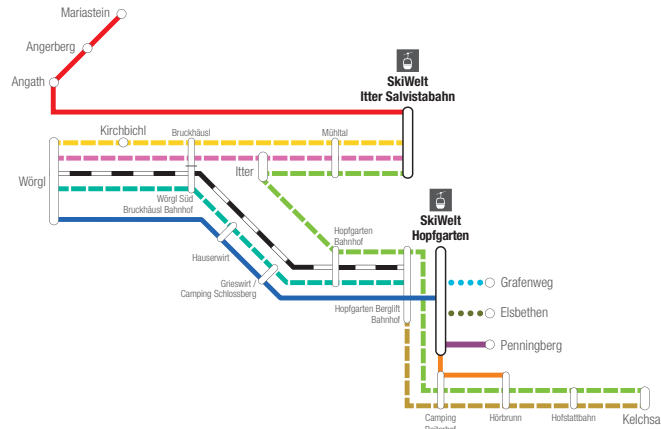 Mariastein
Angerberg
Angath
SkiWelt
Itter Salvistabahn
Kirchbichl
Bruckhäusl
Mühltal
Itter
Wörgl
Wörgl Süd
Bruckhäusl Bahnhof
SkiWelt
Hopfgarten
Hopfgarten
Bahnhof
Hauserwirt
Grafenweg
Grieswirt /
Camping Schlossberg
Hopfgarten Berglift
Bahnhof
Elsbethen
Penningberg
Camping
Hörbrunn
Hofstattbahn
Kelchsa